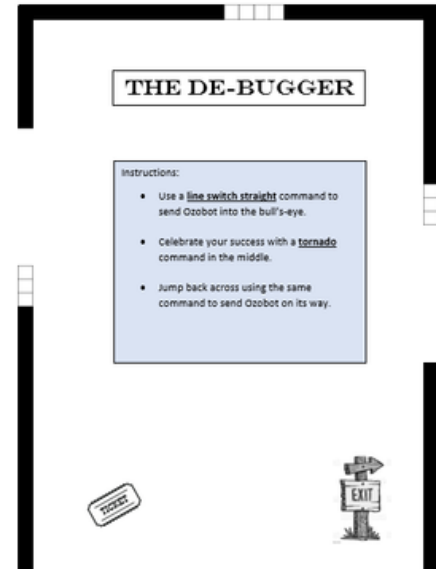 THE DE-BUGGER
Instructions:
• Use a line switch straight command to
send Ozobot into the bull's-eye.
• Celebrate your success with a tornado
command in the middle.
• Jump back across using the same
command to send Ozobot on its way.
TICKET
EXIT